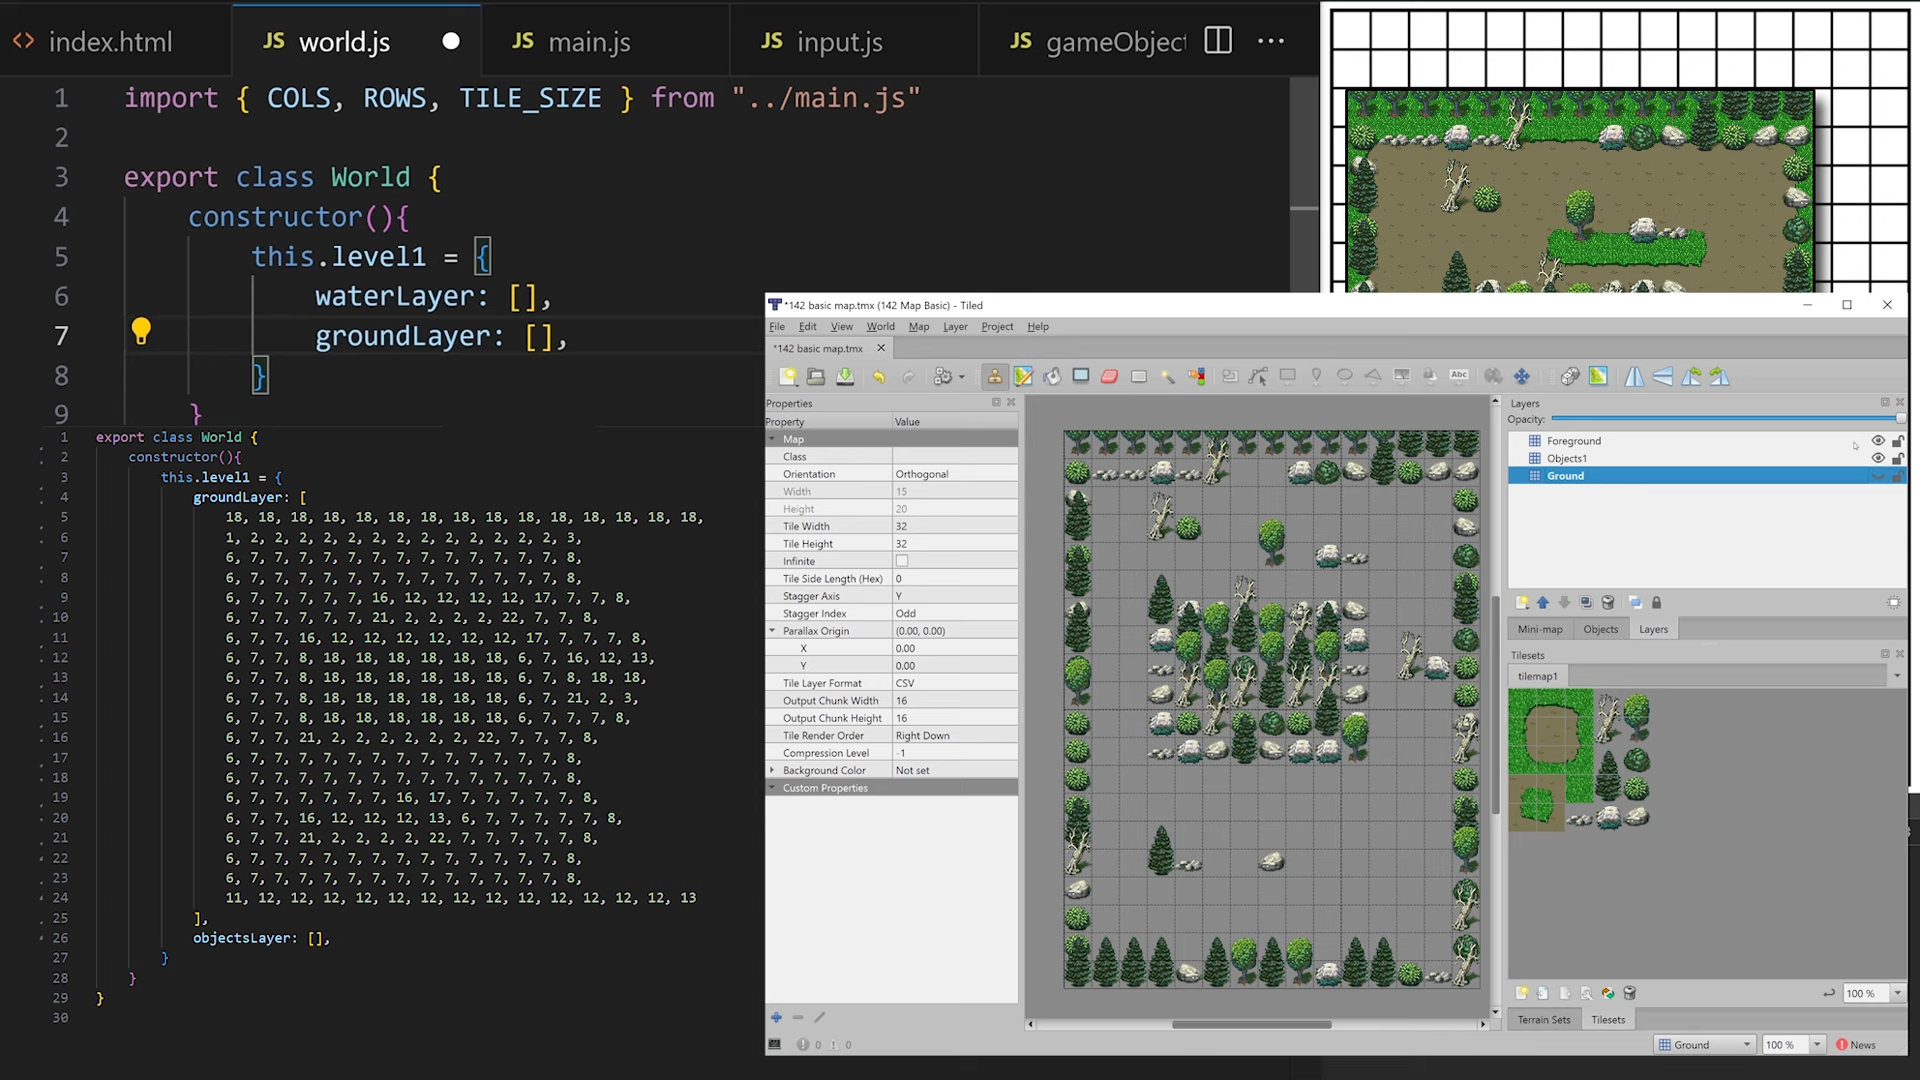 index.html
JS world.js
JS main.js
JS input.js
JS gameObject
1 import { COLS, ROWS, TILE_SIZE } from "../main.js"
2
3 export class World {
4 constructor(){
5 this.level1 = {
6 waterLayer: [],
7 groundLayer: [],
8 }
9 }
1 export class World {
2 constructor(){
3 this.level1 = {
4 groundLayer: [
5 18, 18, 18, 18, 18, 18, 18, 18, 18, 18, 18, 18, 18, 18, 18,
6 1, 2, 2, 2, 2, 2, 2, 2, 2, 2, 2, 2, 2, 2, 3,
7 6, 7, 7, 7, 7, 7, 7, 7, 7, 7, 7, 7, 7, 7, 8,
8 6, 7, 7, 7, 7, 7, 7, 7, 7, 7, 7, 7, 7, 7, 8,
9 6, 7, 7, 7, 7, 7, 16, 12, 12, 12, 12, 17, 7, 7, 8,
10 6, 7, 7, 7, 7, 7, 21, 2, 2, 2, 2, 22, 7, 7, 8,
11 6, 7, 7, 16, 12, 12, 12, 12, 12, 12, 17, 7, 7, 7, 8,
12 6, 7, 7, 8, 18, 18, 18, 18, 18, 18, 6, 7, 16, 12, 13,
13 6, 7, 7, 8, 18, 18, 18, 18, 18, 18, 6, 7, 8, 18, 18,
14 6, 7, 7, 8, 18, 18, 18, 18, 18, 18, 6, 7, 21, 2, 3,
15 6, 7, 7, 8, 18, 18, 18, 18, 18, 18, 6, 7, 7, 7, 8,
16 6, 7, 7, 21, 2, 2, 2, 2, 2, 2, 22, 7, 7, 7, 8,
17 6, 7, 7, 7, 7, 7, 7, 7, 7, 7, 7, 7, 7, 7, 8,
18 6, 7, 7, 7, 7, 7, 7, 7, 7, 7, 7, 7, 7, 7, 8,
19 6, 7, 7, 7, 7, 7, 7, 16, 17, 7, 7, 7, 7, 7, 8,
20 6, 7, 7, 16, 12, 12, 12, 13, 6, 7, 7, 7, 7, 7, 8,
21 6, 7, 7, 21, 2, 2, 2, 2, 22, 7, 7, 7, 7, 7, 8,
22 6, 7, 7, 7, 7, 7, 7, 7, 7, 7, 7, 7, 7, 7, 8,
23 6, 7, 7, 7, 7, 7, 7, 7, 7, 7, 7, 7, 7, 7, 8,
24 11, 12, 12, 12, 12, 12, 12, 12, 12, 12, 12, 12, 12, 12, 13
25 ],
26 objectsLayer: [],
27 }
28 }
29 }
30
*142 basic map.tmx (142 Map Basic) - Tiled
File Edit View World Map Layer Project Help
*142 basic map.tmx
Abc
Properties
Property Value
Map
Class
Orientation Orthogonal
Width 15
Height 20
Tile Width 32
Tile Height 32
Infinite
Tile Side Length (Hex) 0
Stagger Axis Y
Stagger Index Odd
Parallax Origin (0.00, 0.00)
X 0.00
Y 0.00
Tile Layer Format CSV
Output Chunk Width 16
Output Chunk Height 16
Tile Render Order Right Down
Compression Level -1
Background Color Not set
Custom Properties
0 0
Layers
Opacity:
Foreground
Objects1
Ground
Mini-map Objects Layers
Tilesets
tilemap1
100 %
Terrain Sets Tilesets
Ground 100 % News